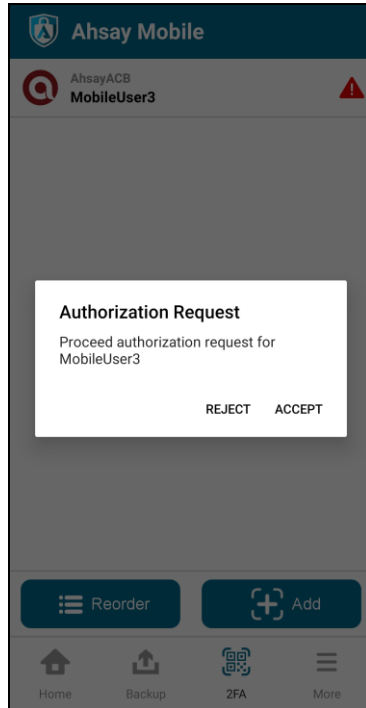 Ahsay Mobile
AhsayACB
MobileUser3
Authorization Request
Proceed authorization request for
MobileUser3
REJECT ACCEPT
Reorder Add
Home Backup 2FA More